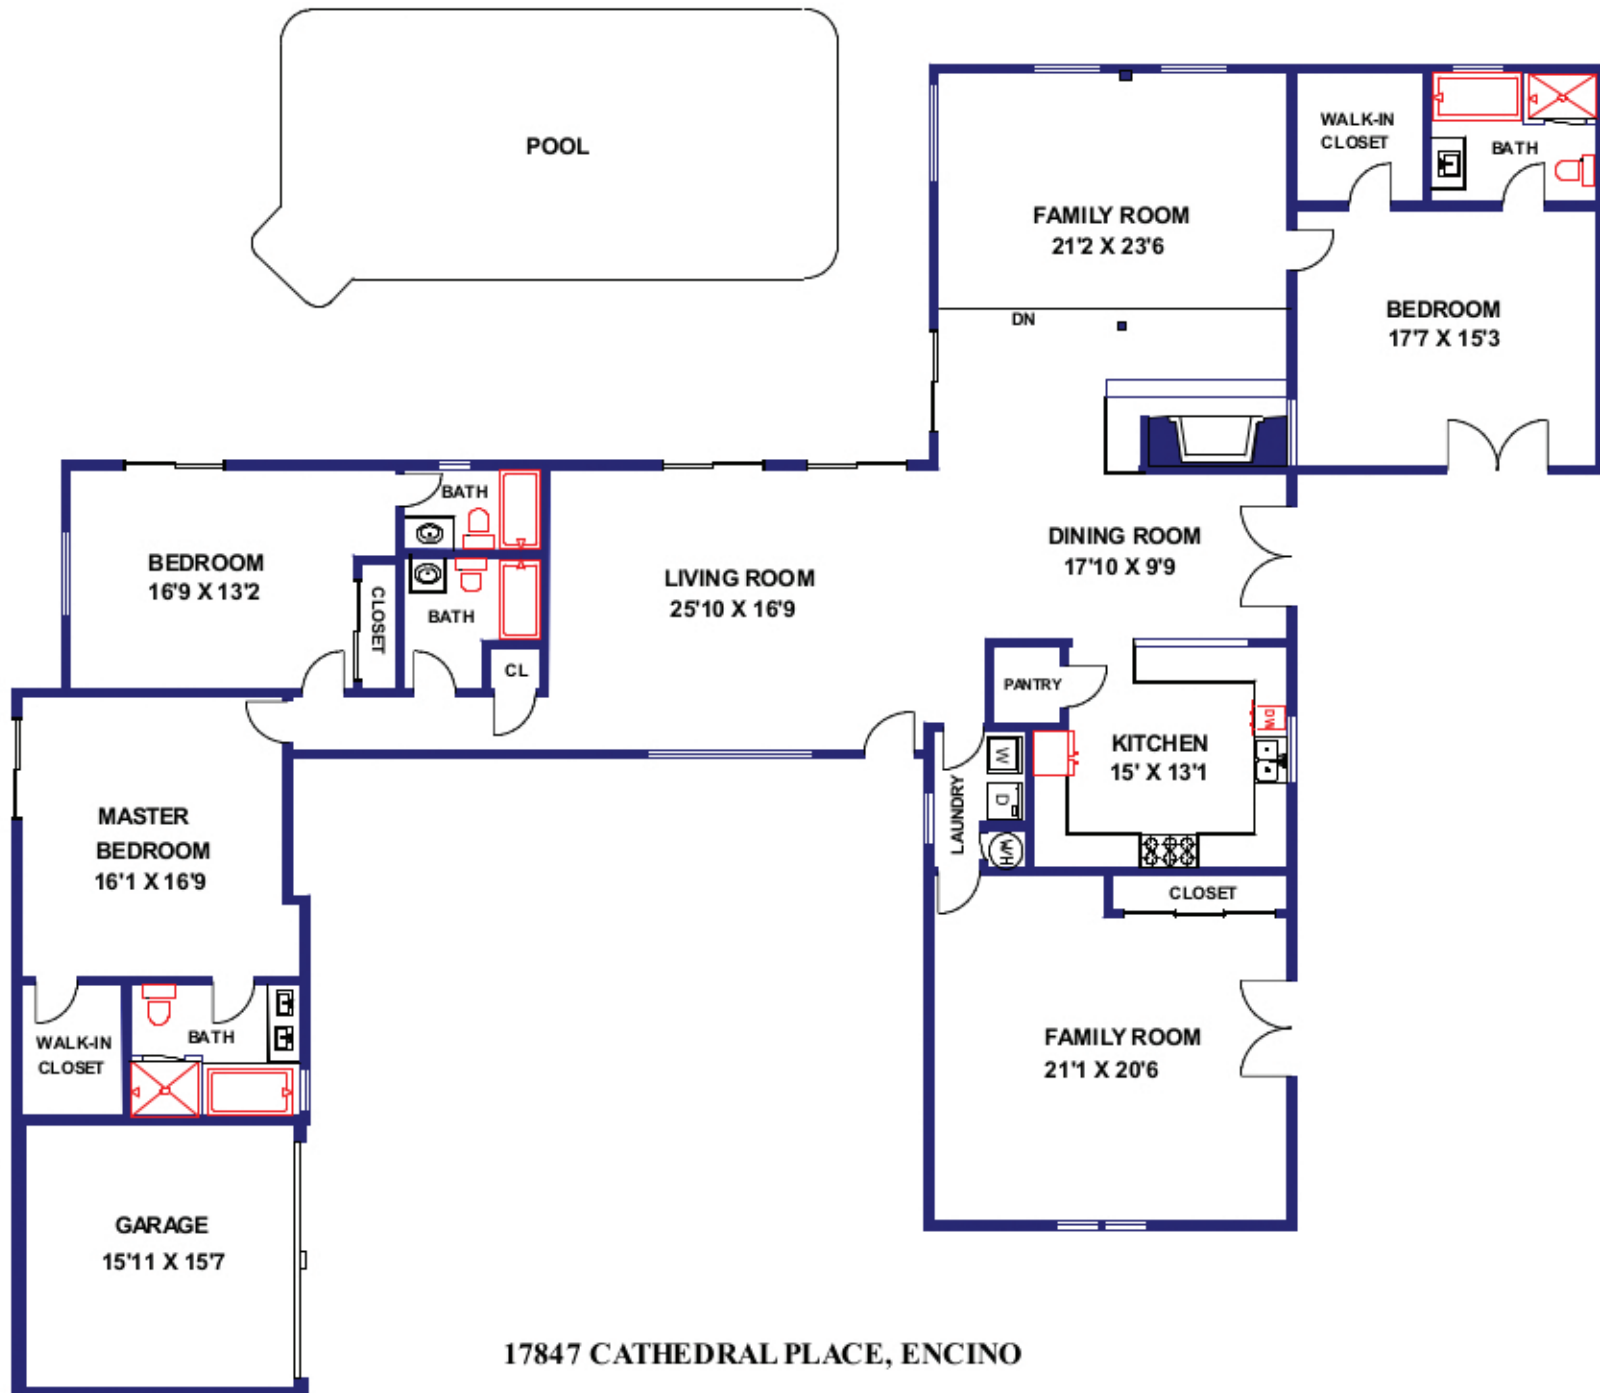 POOL
WALK-IN
CLOSET
BATH
FAMILY ROOM
21'2 X 23'6
BEDROOM
17'7 X 15'3
DN
BATH
BEDROOM
16'9 X 13'2
CLOSET
BATH
CL
LIVING ROOM
25'10 X 16'9
DINING ROOM
17'10 X 9'9
PANTRY
KITCHEN
15' X 13'1
DW
W
D
LAUNDRY
WH
CLOSET
MASTER
BEDROOM
16'1 X 16'9
WALK-IN
CLOSET
BATH
FAMILY ROOM
21'1 X 20'6
GARAGE
15'11 X 15'7
17847 CATHEDRAL PLACE, ENCINO